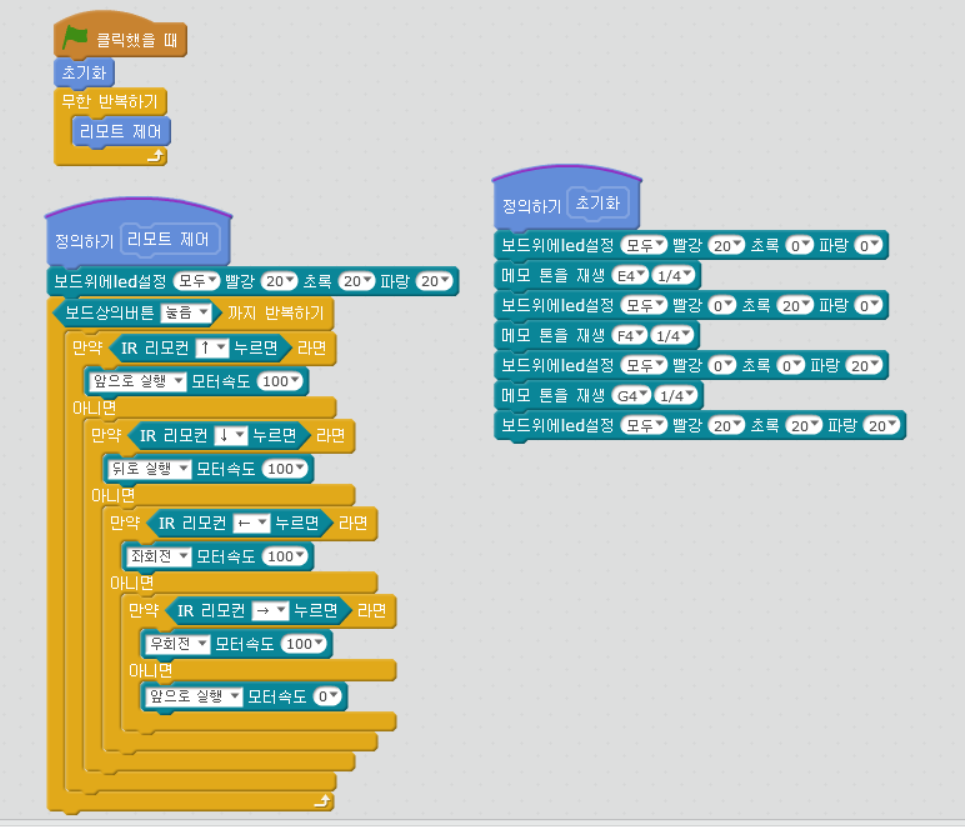 클릭했을 때
초기화
무한 반복하기
리모트 제어
정의하기 리모트 제어
보드위에led설정 모두 빨강 20 초록 20 파랑 20
보드상의버튼 눌음 까지 반복하기
만약 IR 리모컨 ↑ 누르면 라면
앞으로 실행 모터속도 100
아니면
만약 IR 리모컨 ↓ 누르면 라면
뒤로 실행 모터속도 100
아니면
만약 IR 리모컨 ← 누르면 라면
좌회전 모터속도 100
아니면
만약 IR 리모컨 → 누르면 라면
우회전 모터속도 100
아니면
앞으로 실행 모터속도 0
정의하기 초기화
보드위에led설정 모두 빨강 20 초록 0 파랑 0
메모 톤을 재생 E4 1/4
보드위에led설정 모두 빨강 0 초록 20 파랑 0
메모 톤을 재생 F4 1/4
보드위에led설정 모두 빨강 0 초록 0 파랑 20
메모 톤을 재생 G4 1/4
보드위에led설정 모두 빨강 20 초록 20 파랑 20